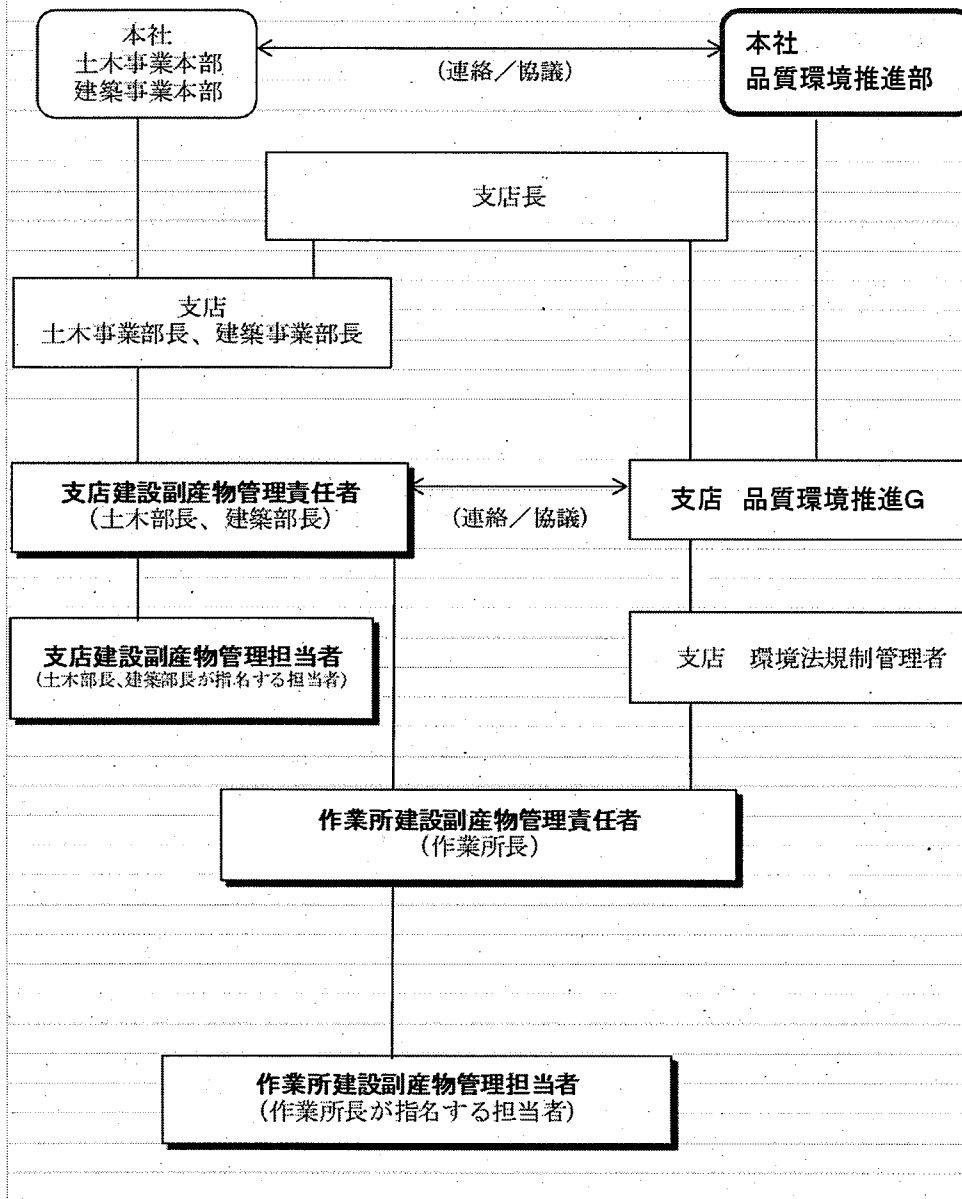 本社
土木事業本部
建築事業本部
(連絡／協議)
本社
品質環境推進部
支店長
支店
土木事業部長、建築事業部長
支店建設副産物管理責任者
(土木部長、建築部長)
(連絡／協議)
支店　品質環境推進G
支店建設副産物管理担当者
(土木部長、建築部長が指名する担当者)
支店　環境法規制管理者
作業所建設副産物管理責任者
(作業所長)
作業所建設副産物管理担当者
(作業所長が指名する担当者)